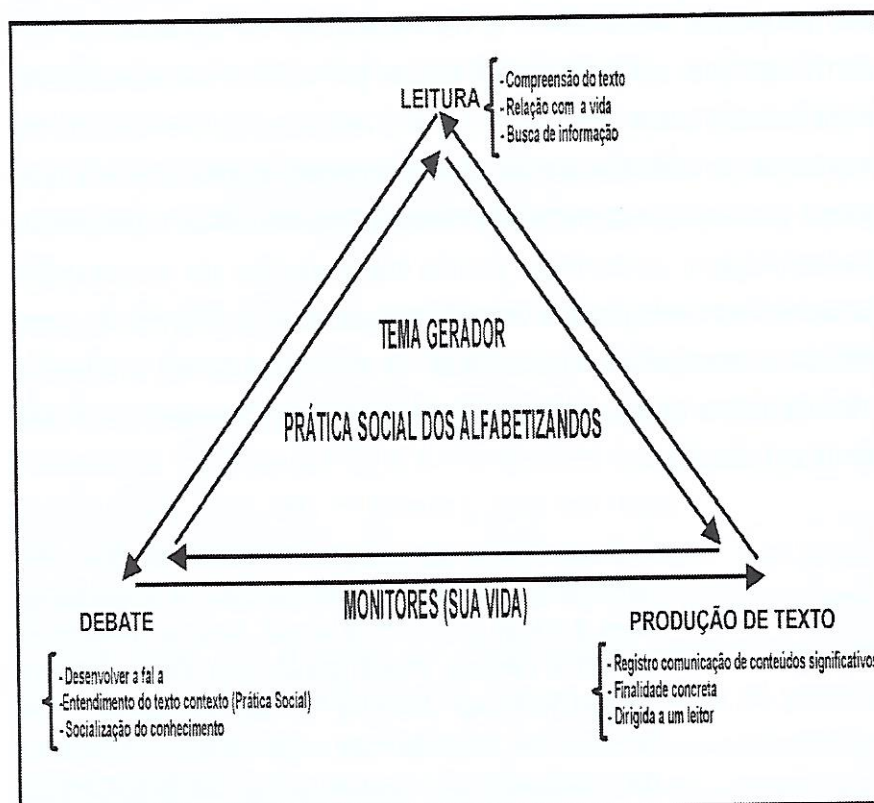 LEITURA
- Compreensão do texto
- Relação com a vida
- Busca de informação
TEMA GERADOR
PRÁTICA SOCIAL DOS ALFABETIZANDOS
MONITORES (SUA VIDA)
DEBATE
- Desenvolver a fal a
-Entendimento do texto contexto (Prática Social)
- Socialização do conhecimento
PRODUÇÃO DE TEXTO
- Registro comunicação de conteúdos significativos
- Finalidade concreta
- Dirigida a um leitor